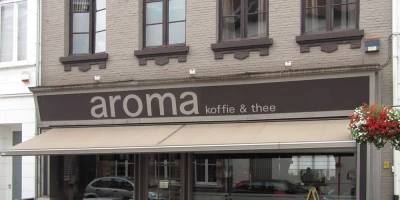 aroma koffie & thee